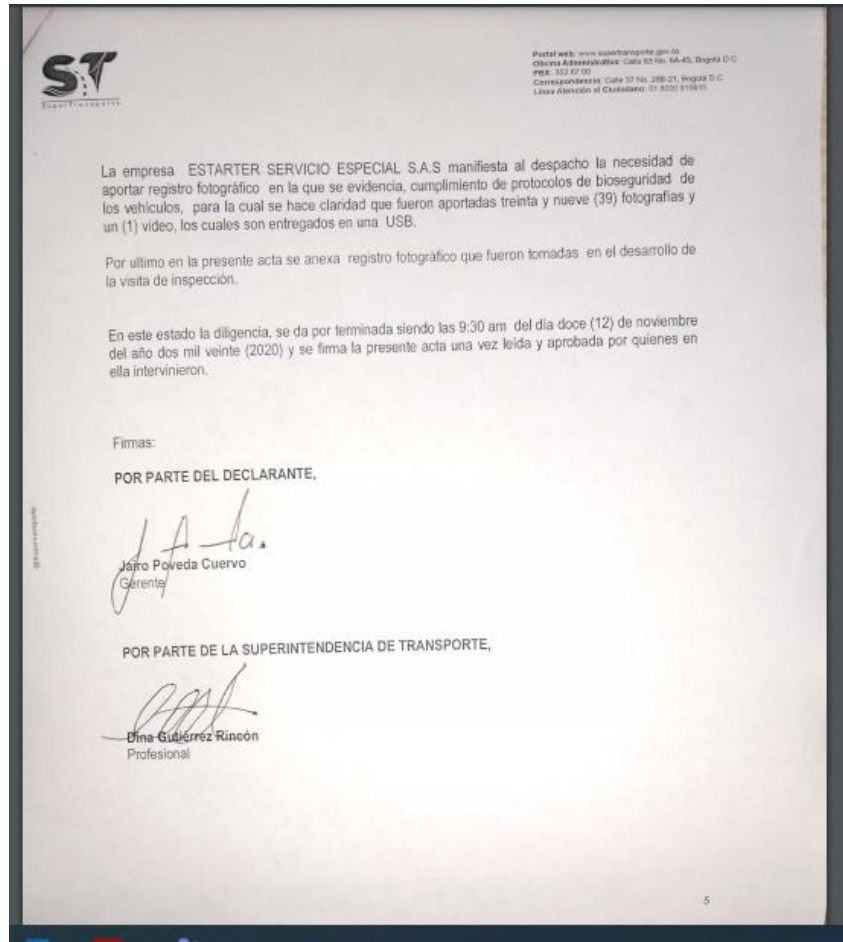 ST
SuperTransporte
Portal web: www.supertransporte.gov.co
Oficina Administrativa: Calle 63 No. 9A-45, Bogotá D.C
PBX: 352 67 00
Correspondencia: Calle 37 No. 28B-21, Bogotá D.C
Línea Atención al Ciudadano: 01 8000 915615
La empresa ESTARTER SERVICIO ESPECIAL S.A.S manifiesta al despacho la necesidad de
aportar registro fotográfico en la que se evidencia, cumplimiento de protocolos de bioseguridad de
los vehículos, para la cual se hace claridad que fueron aportadas treinta y nueve (39) fotografías y
un (1) video, los cuales son entregados en una USB.
Por ultimo en la presente acta se anexa registro fotográfico que fueron tomadas en el desarrollo de
la visita de inspección.
En este estado la diligencia, se da por terminada siendo las 9:30 am del día doce (12) de noviembre
del año dos mil veinte (2020) y se firma la presente acta una vez leída y aprobada por quienes en
ella intervinieron.
Firmas:
POR PARTE DEL DECLARANTE,
Jairo Poveda Cuervo
Gerente
@Supertransporte
POR PARTE DE LA SUPERINTENDENCIA DE TRANSPORTE,
Dina Gutiérrez Rincón
Profesional
5